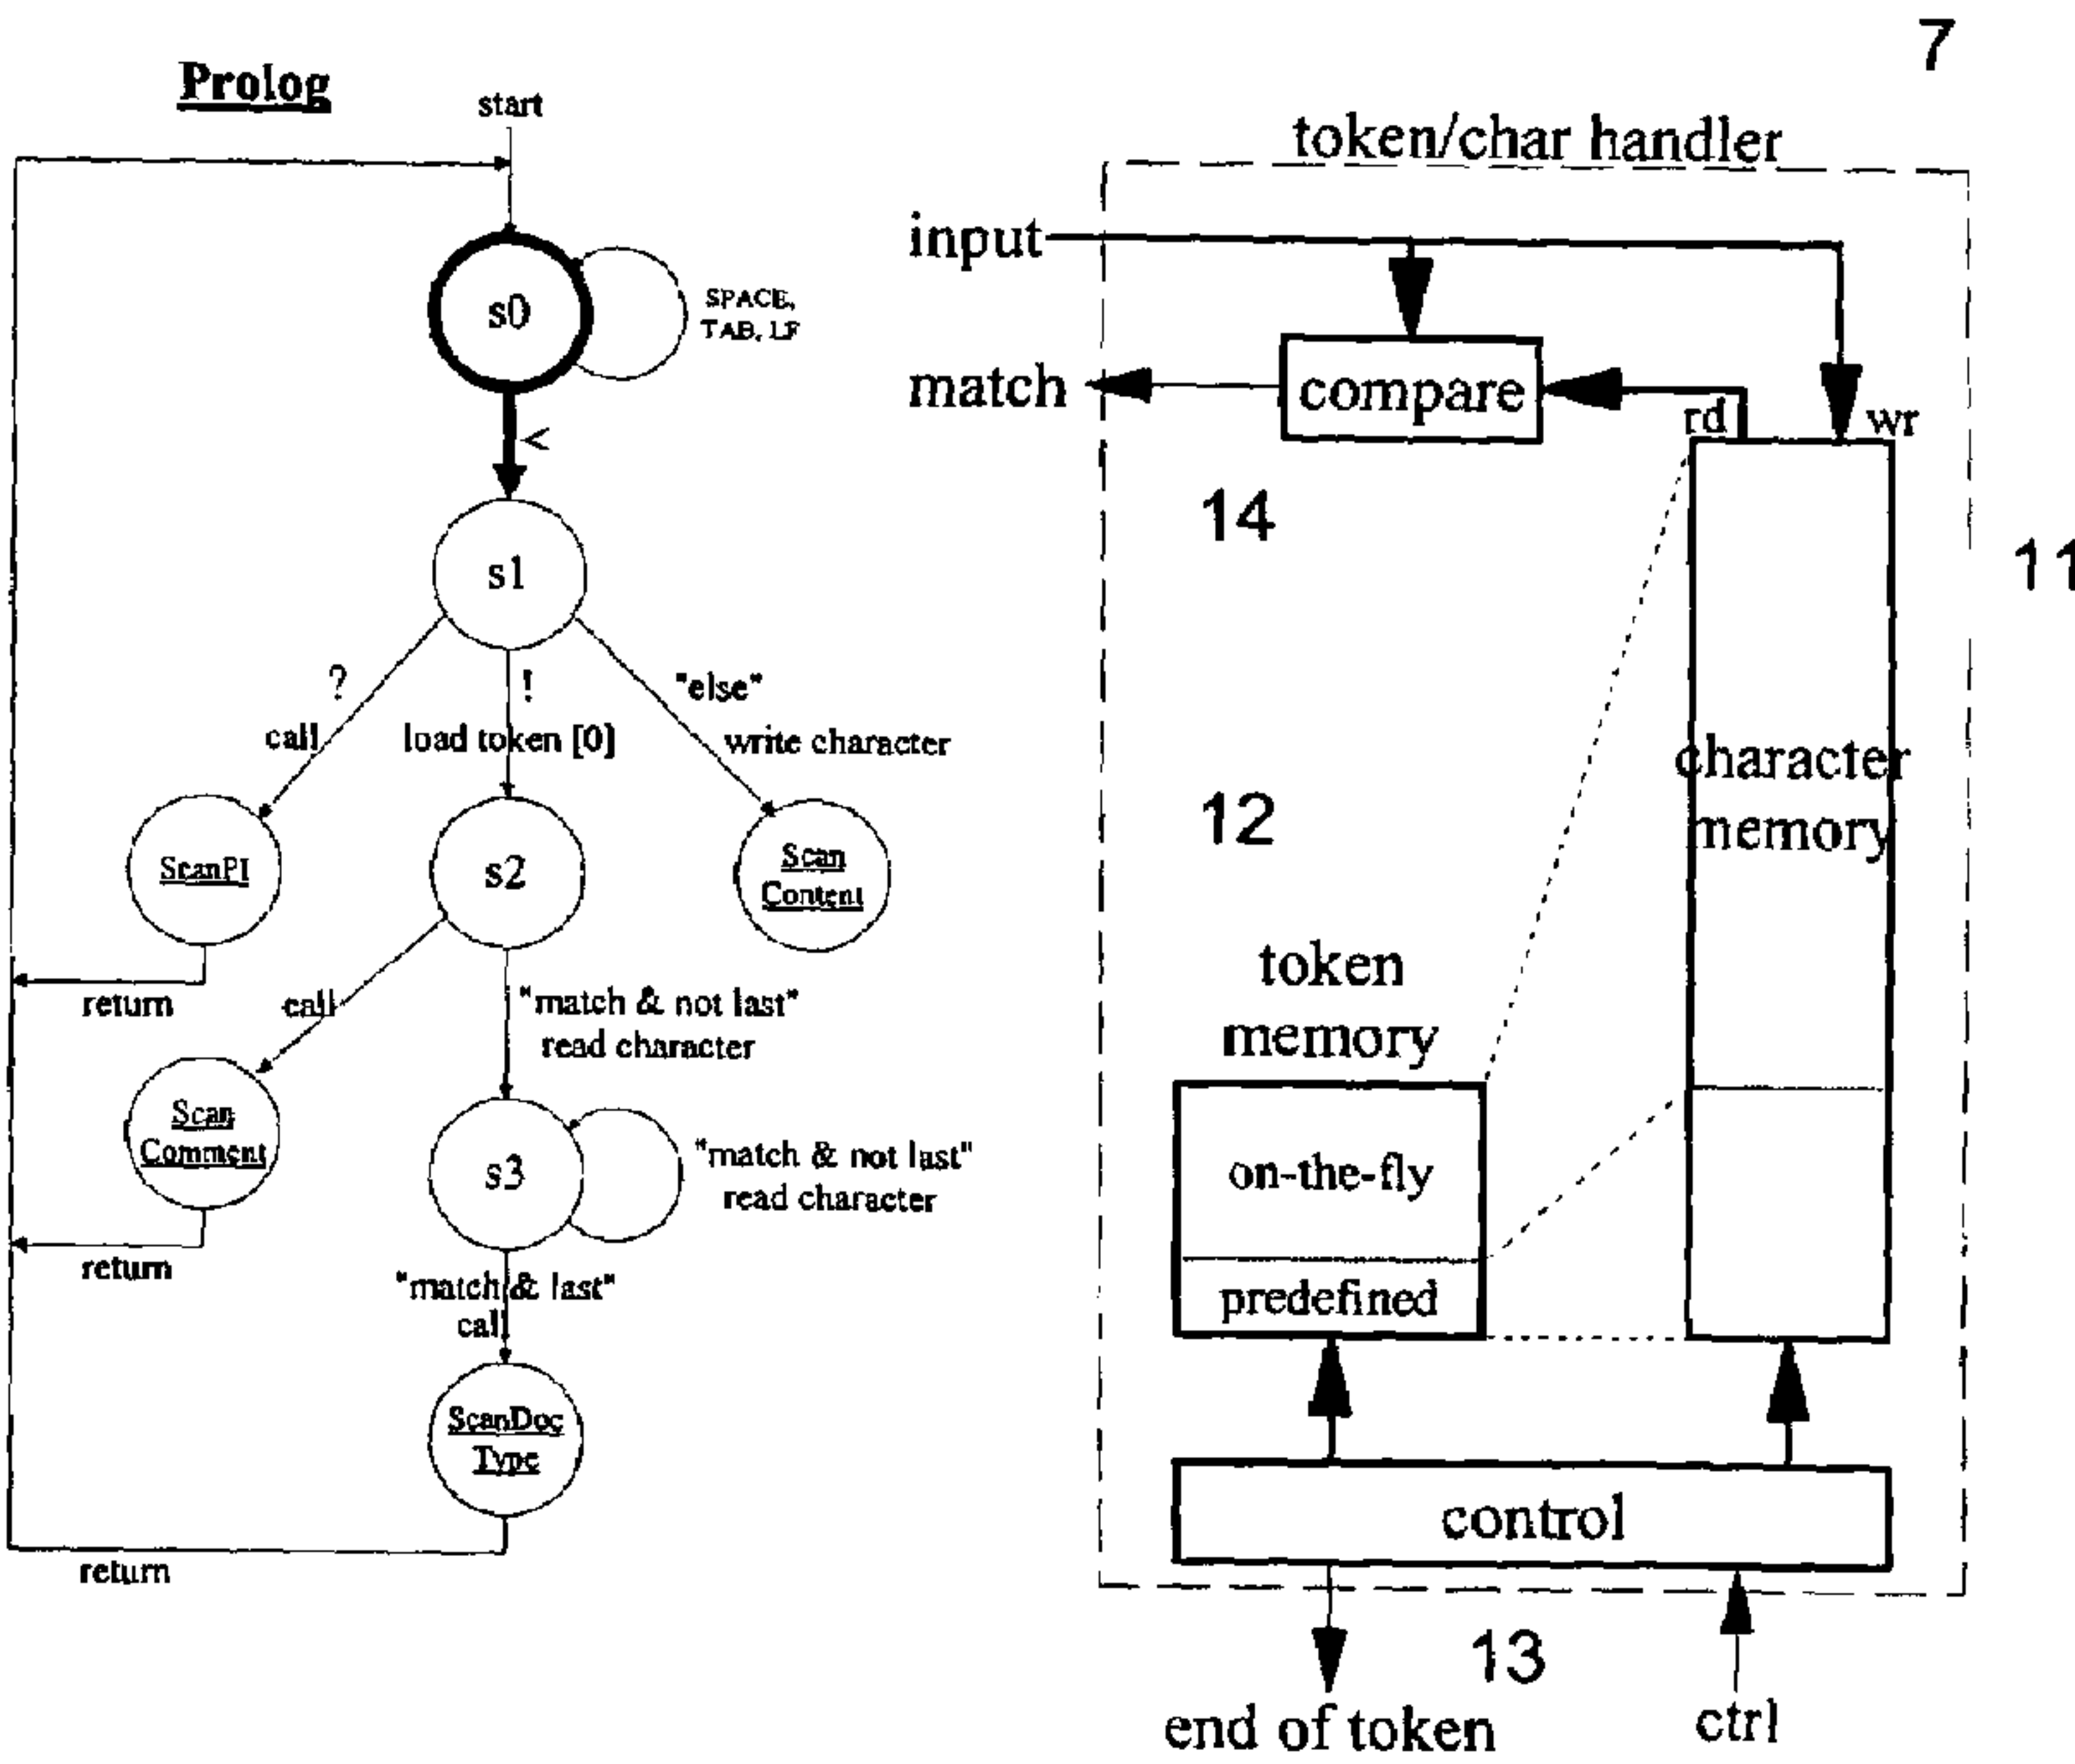 Prolog
start
s0
SPACE,
TAB, LF
<
s1
?
call
!
load token [0]
"else"
write character
ScanPI
s2
Scan
Content
return
call
"match & not last"
read character
Scan
Comment
s3
"match & not last"
read character
return
"match & last"
call
ScanDoc
Type
return
7
token/char handler
input
match
compare
rd
wr
14
11
character
memory
12
token
memory
on-the-fly
predefined
control
13
end of token
ctrl